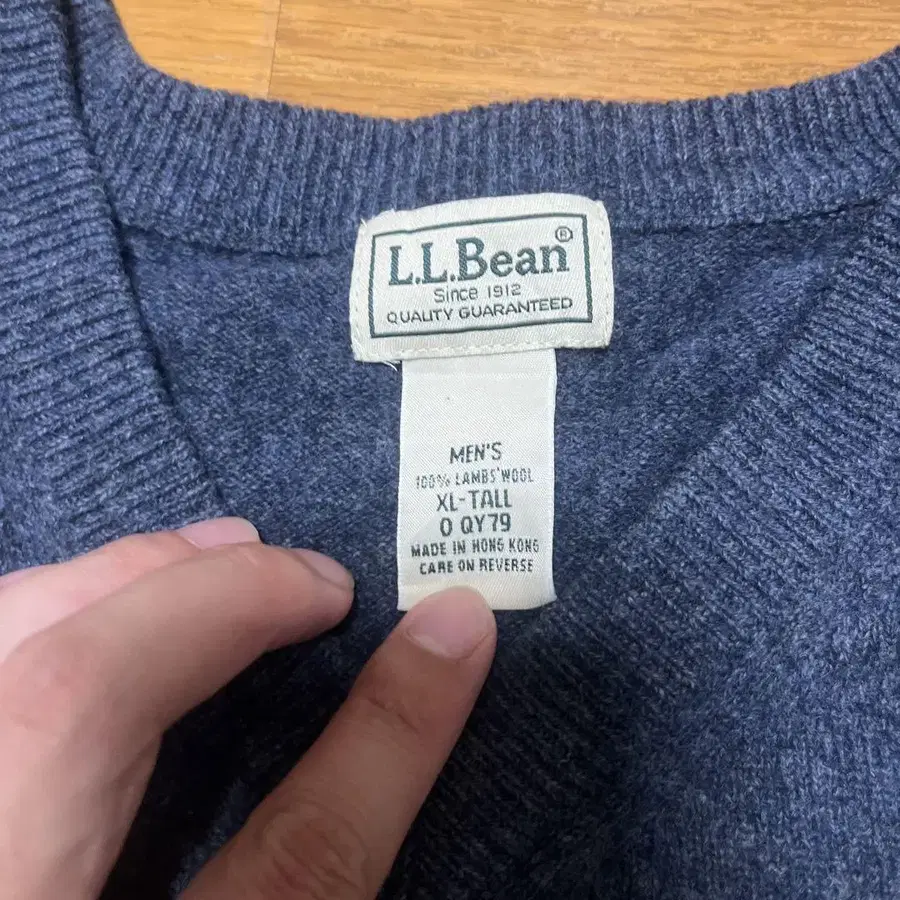 L.L.Bean®
Since 1912
QUALITY GUARANTEED
MEN'S
100% LAMBS' WOOL
XL-TALL
0 QY79
MADE IN HONG KONG
CARE ON REVERSE